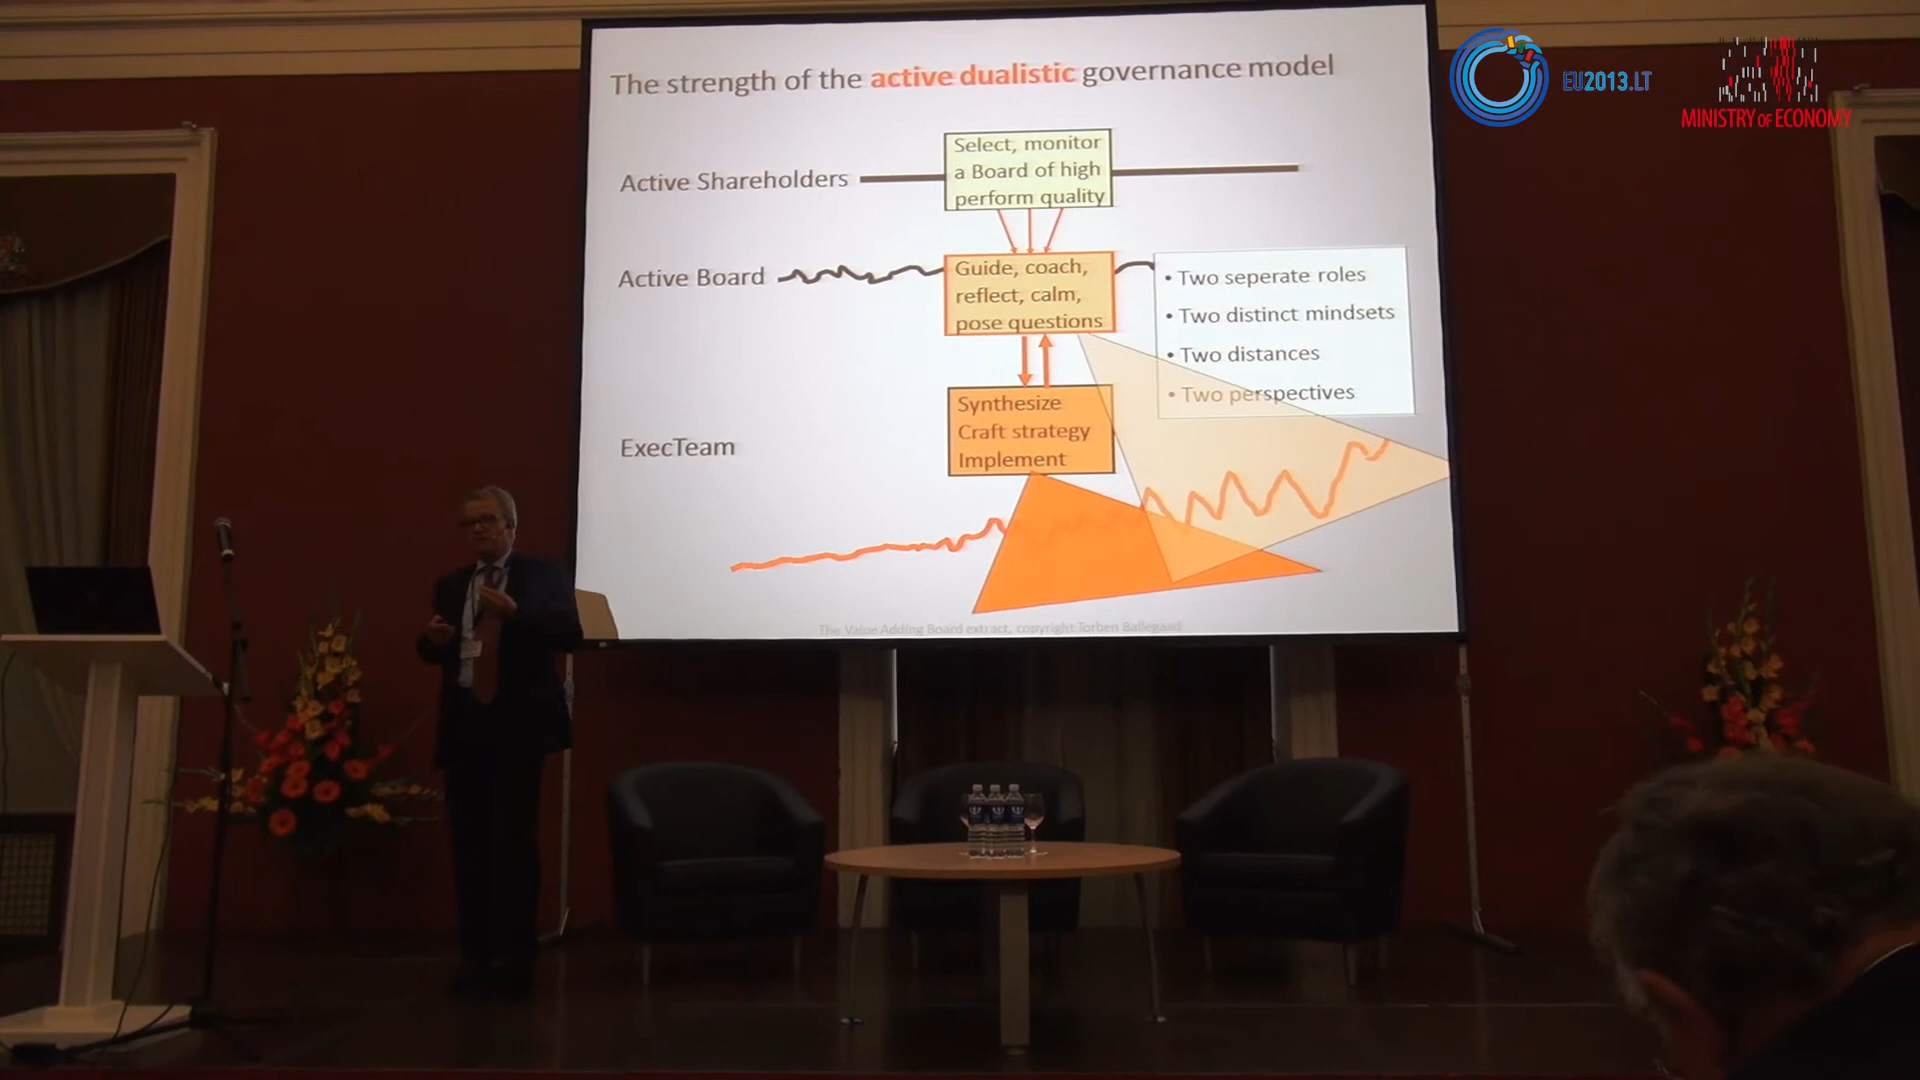 The strength of the active dualistic governance model
EU2013.LT
MINISTRY OF ECONOMY
Active Shareholders
Select, monitor
a Board of high
perform quality
Active Board
Guide, coach,
reflect, calm,
pose questions
• Two seperate roles
• Two distinct mindsets
• Two distances
• Two perspectives
ExecTeam
Synthesize
Craft strategy
Implement
The Value Adding Board extract, copyright Torben Ballegaad